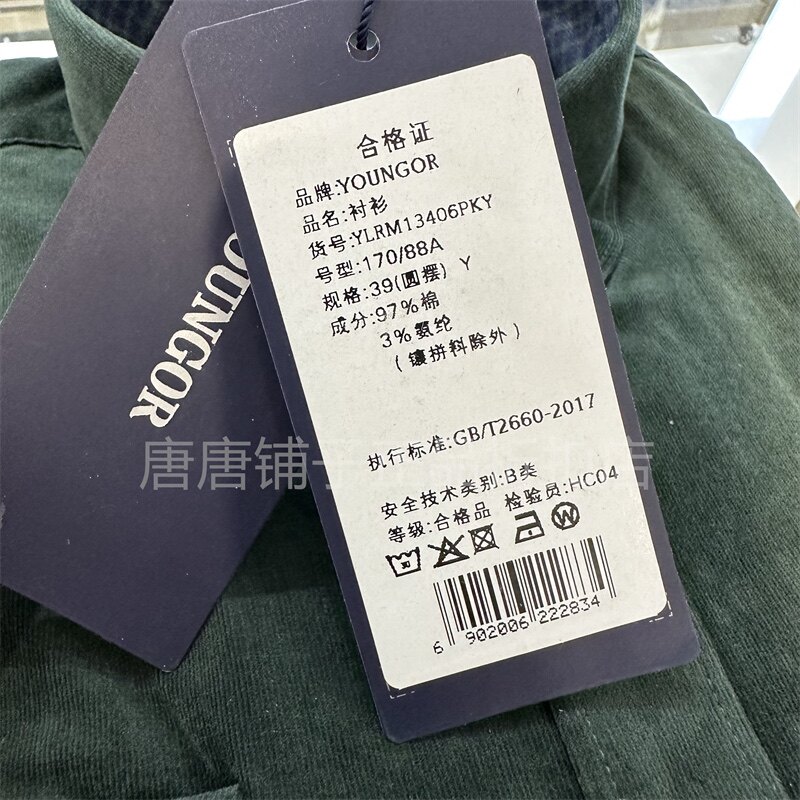 YOUNGOR
合格证
品牌:YOUNGOR
品名:衬衫
货号:YLRM13406PKY
号型:170/88A
规格:39(圆摆) Y
成分:97%棉
3%氨纶
(镶拼料除外)
执行标准:GB/T2660-2017
唐唐铺子
店
安全技术类别:B类
等级:合格品 检验员:HC04
6 902006 222834